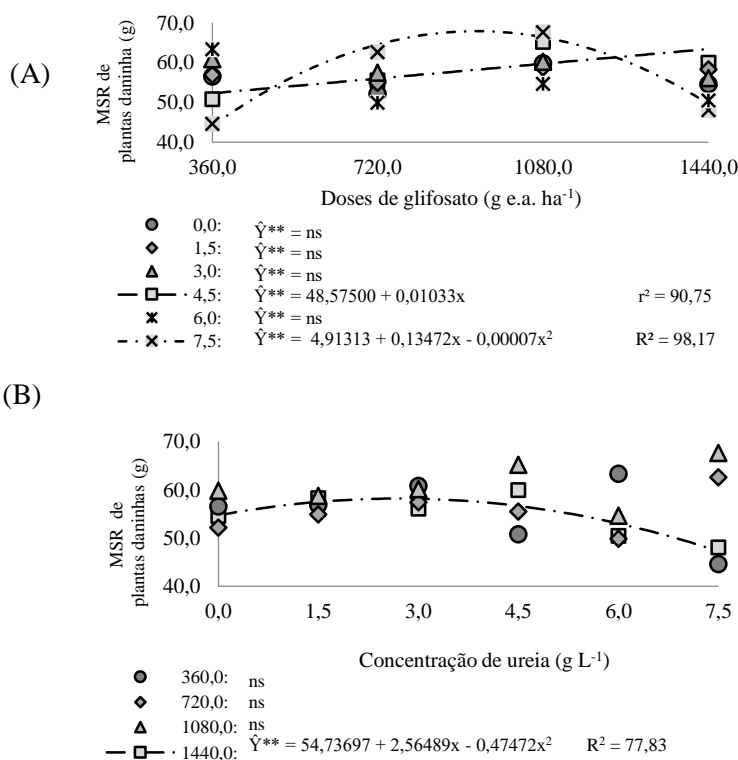 (A)
MSR de
plantas daninha (g)
70,0
60,0
50,0
40,0
360,0 720,0 1080,0 1440,0
Doses de glifosato (g e.a. ha-1)
0,0: Ŷ** = ns
1,5: Ŷ** = ns
3,0: Ŷ** = ns
4,5: Ŷ** = 48,57500 + 0,01033x r² = 90,75
6,0: Ŷ** = ns
7,5: Ŷ** = 4,91313 + 0,13472x - 0,00007x² R² = 98,17
(B)
MSR de
plantas daninhas (g)
70,0
60,0
50,0
40,0
0,0 1,5 3,0 4,5 6,0 7,5
Concentração de ureia (g L-1)
360,0: ns
720,0: ns
1080,0: ns
1440,0: Ŷ** = 54,73697 + 2,56489x - 0,47472x² R² = 77,83